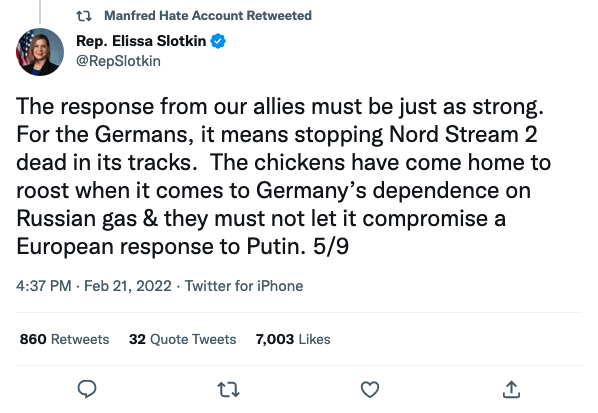 Manfred Hate Account Retweeted
Rep. Elissa Slotkin
@RepSlotkin
The response from our allies must be just as strong.
For the Germans, it means stopping Nord Stream 2
dead in its tracks.  The chickens have come home to
roost when it comes to Germany’s dependence on
Russian gas & they must not let it compromise a
European response to Putin. 5/9
4:37 PM · Feb 21, 2022 · Twitter for iPhone
860 Retweets 32 Quote Tweets 7,003 Likes